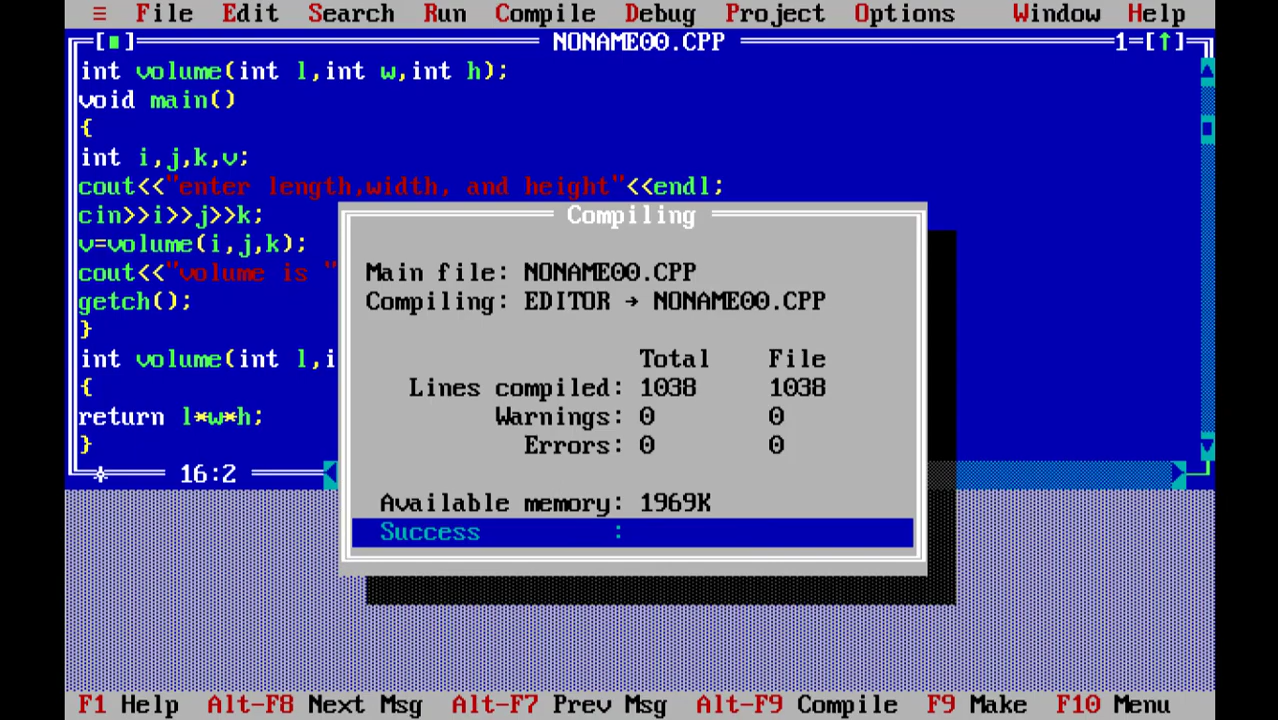 ≡ File Edit Search Run Compile Debug Project Options Window Help
[■] NONAME00.CPP 1=[↑]
int volume(int l,int w,int h);
void main()
{
int i,j,k,v;
cout<<"enter length,width, and height"<<endl;
cin>>i>>j>>k;
v=volume(i,j,k);
cout<<"volume is "
getch();
}
int volume(int l,i
{
return l*w*h;
}
16:2
Compiling
Main file: NONAME00.CPP
Compiling: EDITOR → NONAME00.CPP
Total File
Lines compiled: 1038 1038
Warnings: 0 0
Errors: 0 0
Available memory: 1969K
Success :
F1 Help Alt-F8 Next Msg Alt-F7 Prev Msg Alt-F9 Compile F9 Make F10 Menu